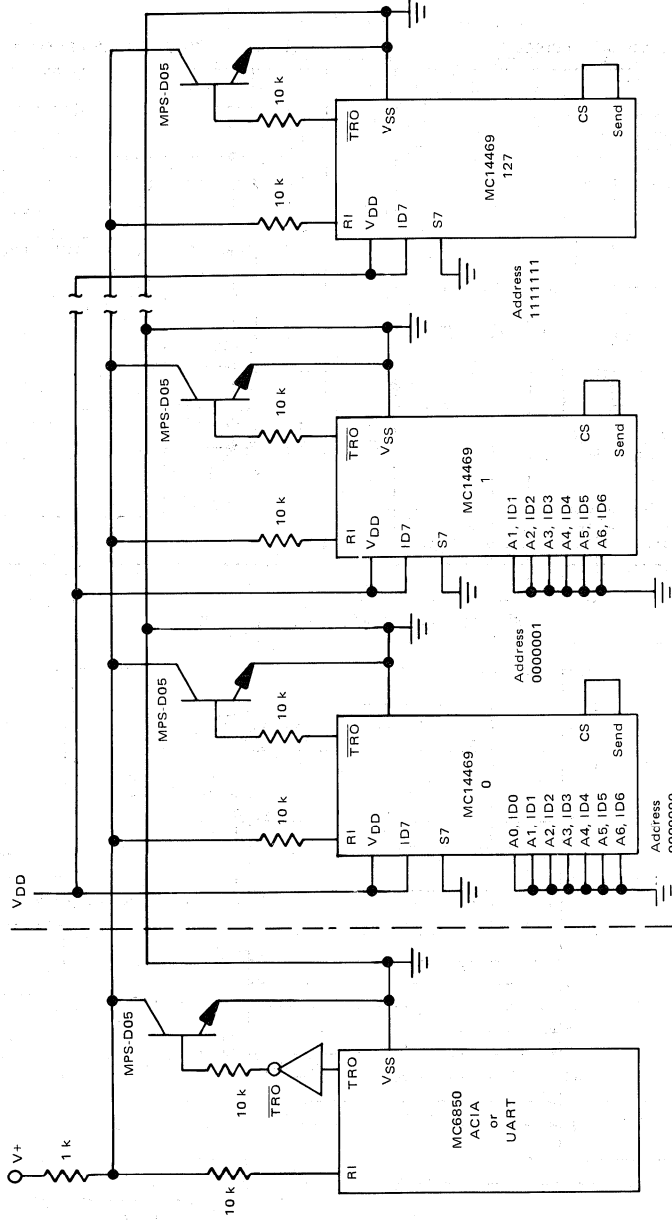 V+
1 k
10 k
RI
MC6850
ACIA
or
UART
TRO
VSS
TRO
10 k
MPS-D05
VDD
10 k
RI
VDD
ID7
S7
MC14469
0
TRO
VSS
10 k
MPS-D05
A0, ID0
A1, ID1
A2, ID2
A3, ID3
A4, ID4
A5, ID5
A6, ID6
CS
Send
Address
10 k
RI
VDD
ID7
S7
MC14469
1
TRO
VSS
10 k
MPS-D05
A1, ID1
A2, ID2
A3, ID3
A4, ID4
A5, ID5
A6, ID6
CS
Send
Address
0000001
10 k
RI
VDD
ID7
S7
MC14469
127
TRO
VSS
10 k
MPS-D05
CS
Send
Address
1111111